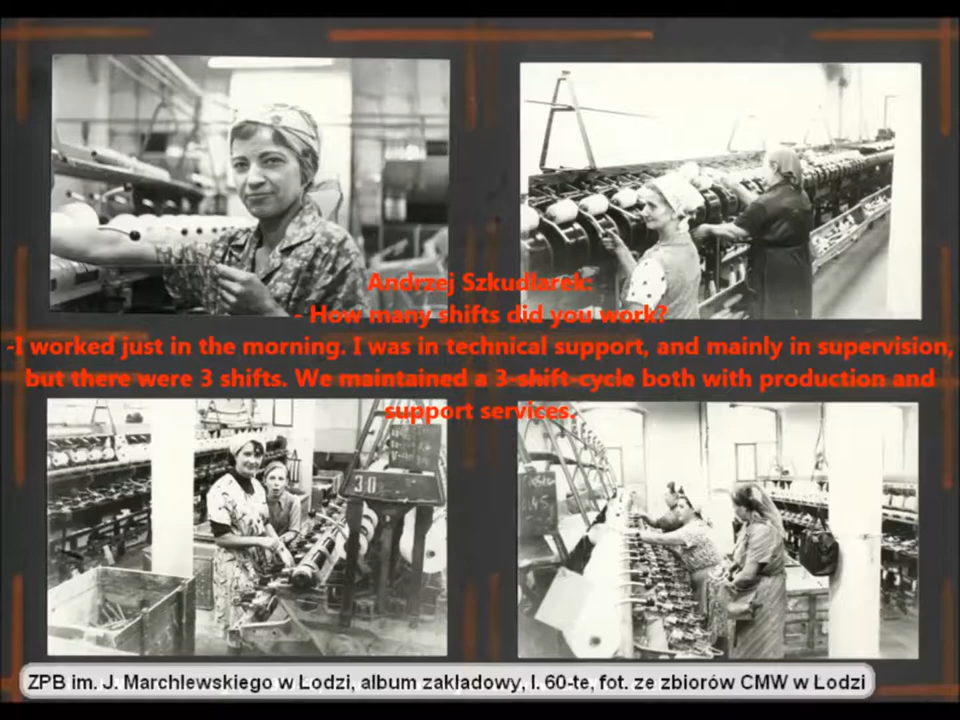 Andrzej Szkudlarek:
- How many shifts did you work?
-I worked just in the morning. I was in technical support, and mainly in supervision,
but there were 3 shifts. We maintained a 3-shift-cycle both with production and
support services.
30
145
ZPB im. J. Marchlewskiego w Łodzi, album zakładowy, l. 60-te, fot. ze zbiorów CMW w Łodzi